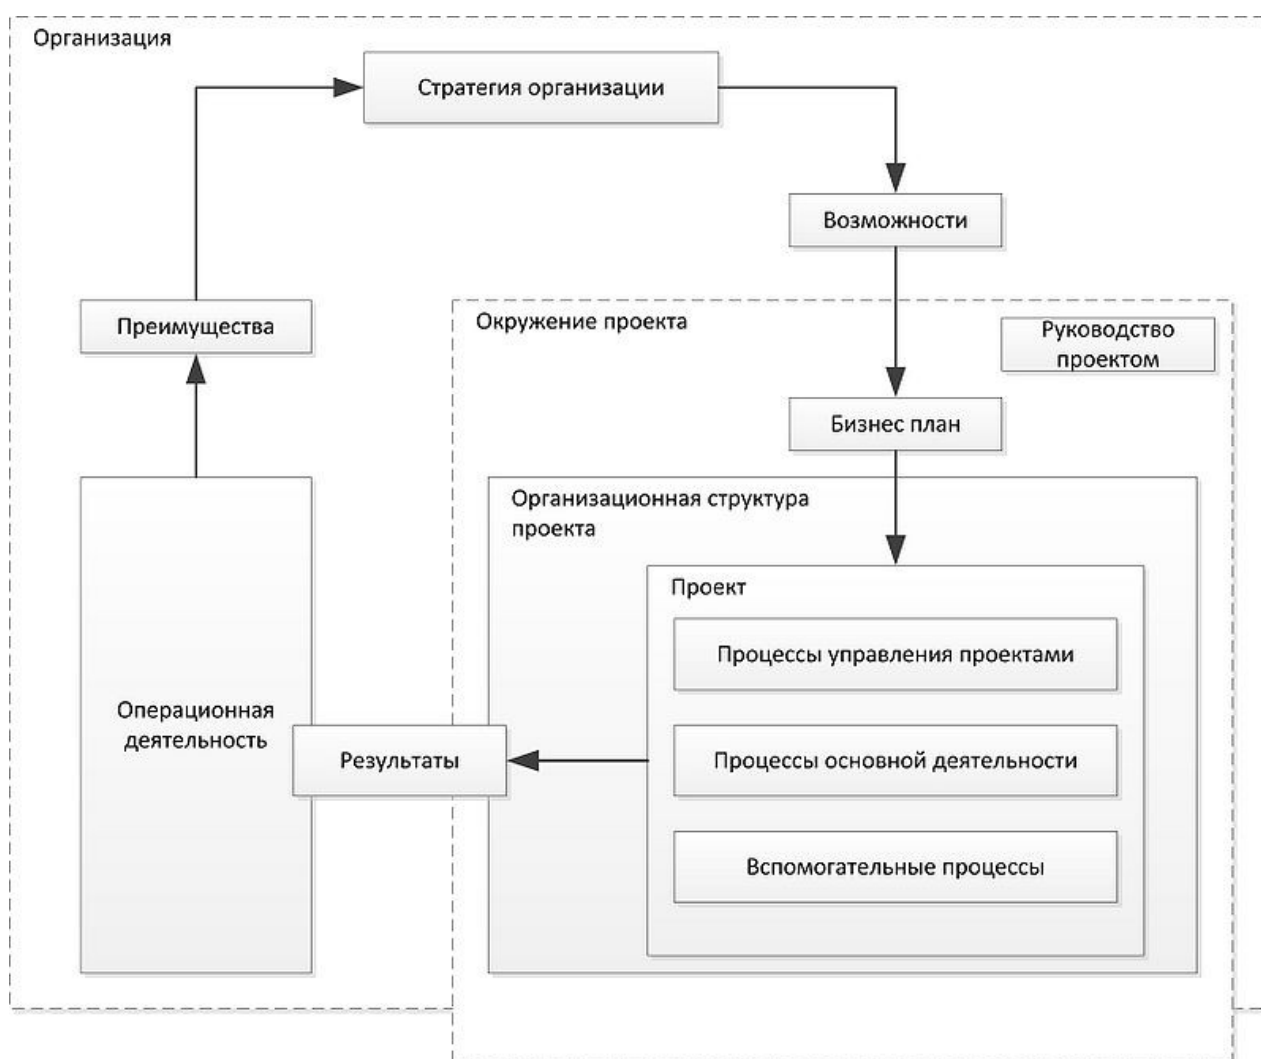 Организация
Стратегия организации
Возможности
Преимущества
Окружение проекта
Руководство
проектом
Бизнес план
Организационная структура
проекта
Проект
Процессы управления проектами
Операционная
деятельность
Результаты
Процессы основной деятельности
Вспомогательные процессы